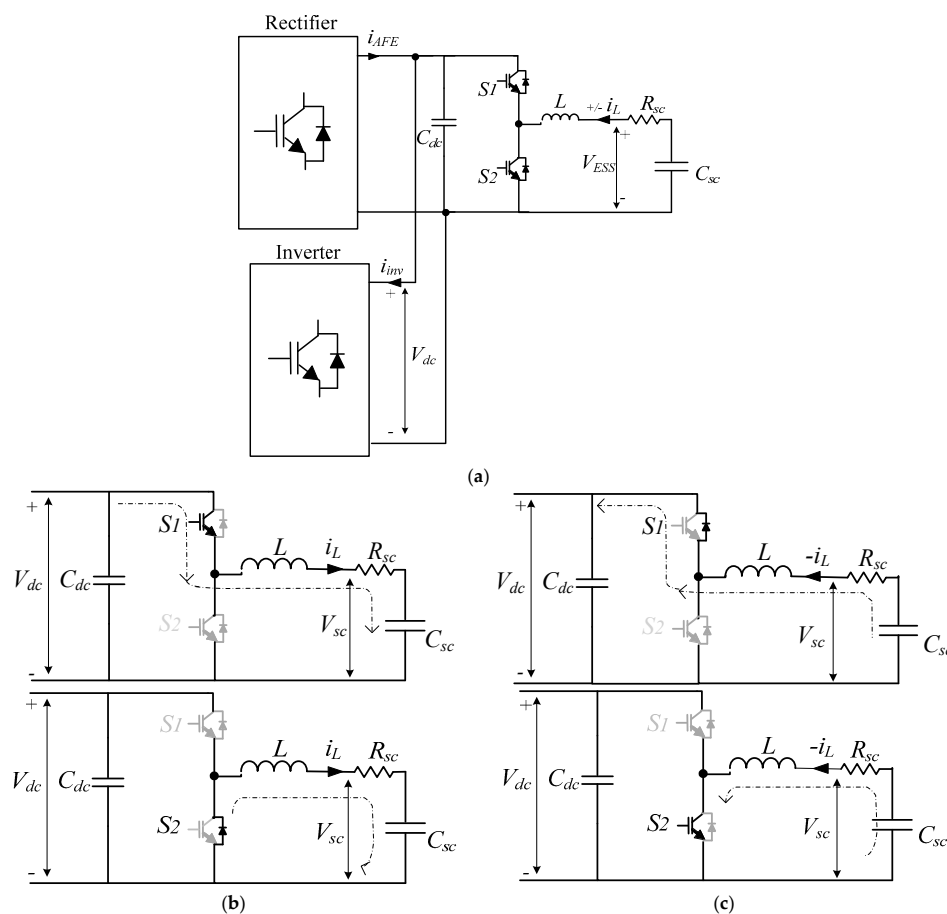 Rectifier
i_AFE
S1
L
+/- i_L
R_sc
C_dc
+
V_ESS
-
C_sc
S2
Inverter
i_inv
+
V_dc
-
(a)
+
S1
L
i_L
R_sc
V_dc
C_dc
S2
V_sc
C_sc
-
+
S1
L
-i_L
R_sc
V_dc
C_dc
S2
V_sc
C_s
-
+
S1
L
i_L
R_sc
V_dc
C_dc
S2
V_sc
C_sc
-
+
S1
L
-i_L
R_sc
V_dc
C_dc
S2
V_sc
C_sc
-
(b)
(c)